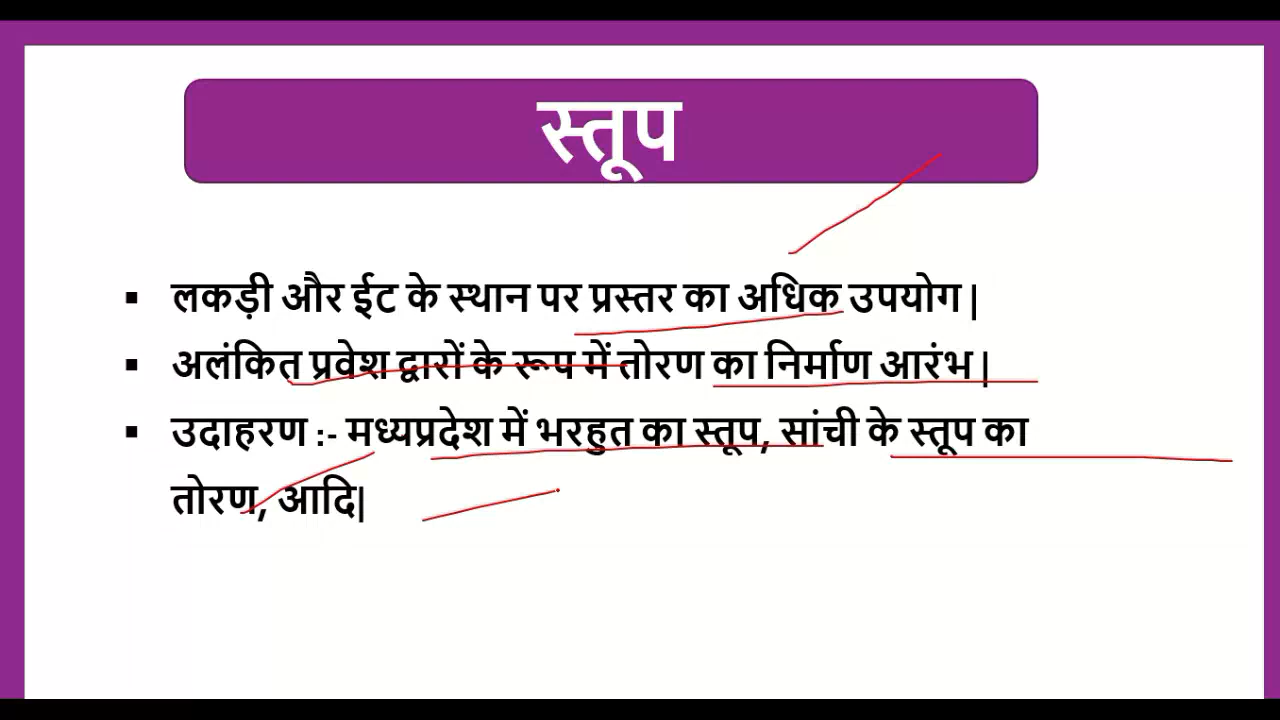 स्तूप
▪ लकड़ी और ईट के स्थान पर प्रस्तर का अधिक उपयोग |
▪ अलंकित प्रवेश द्वारों के रूप में तोरण का निर्माण आरंभ |
▪ उदाहरण :- मध्यप्रदेश में भरहुत का स्तूप, सांची के स्तूप का
तोरण, आदि|